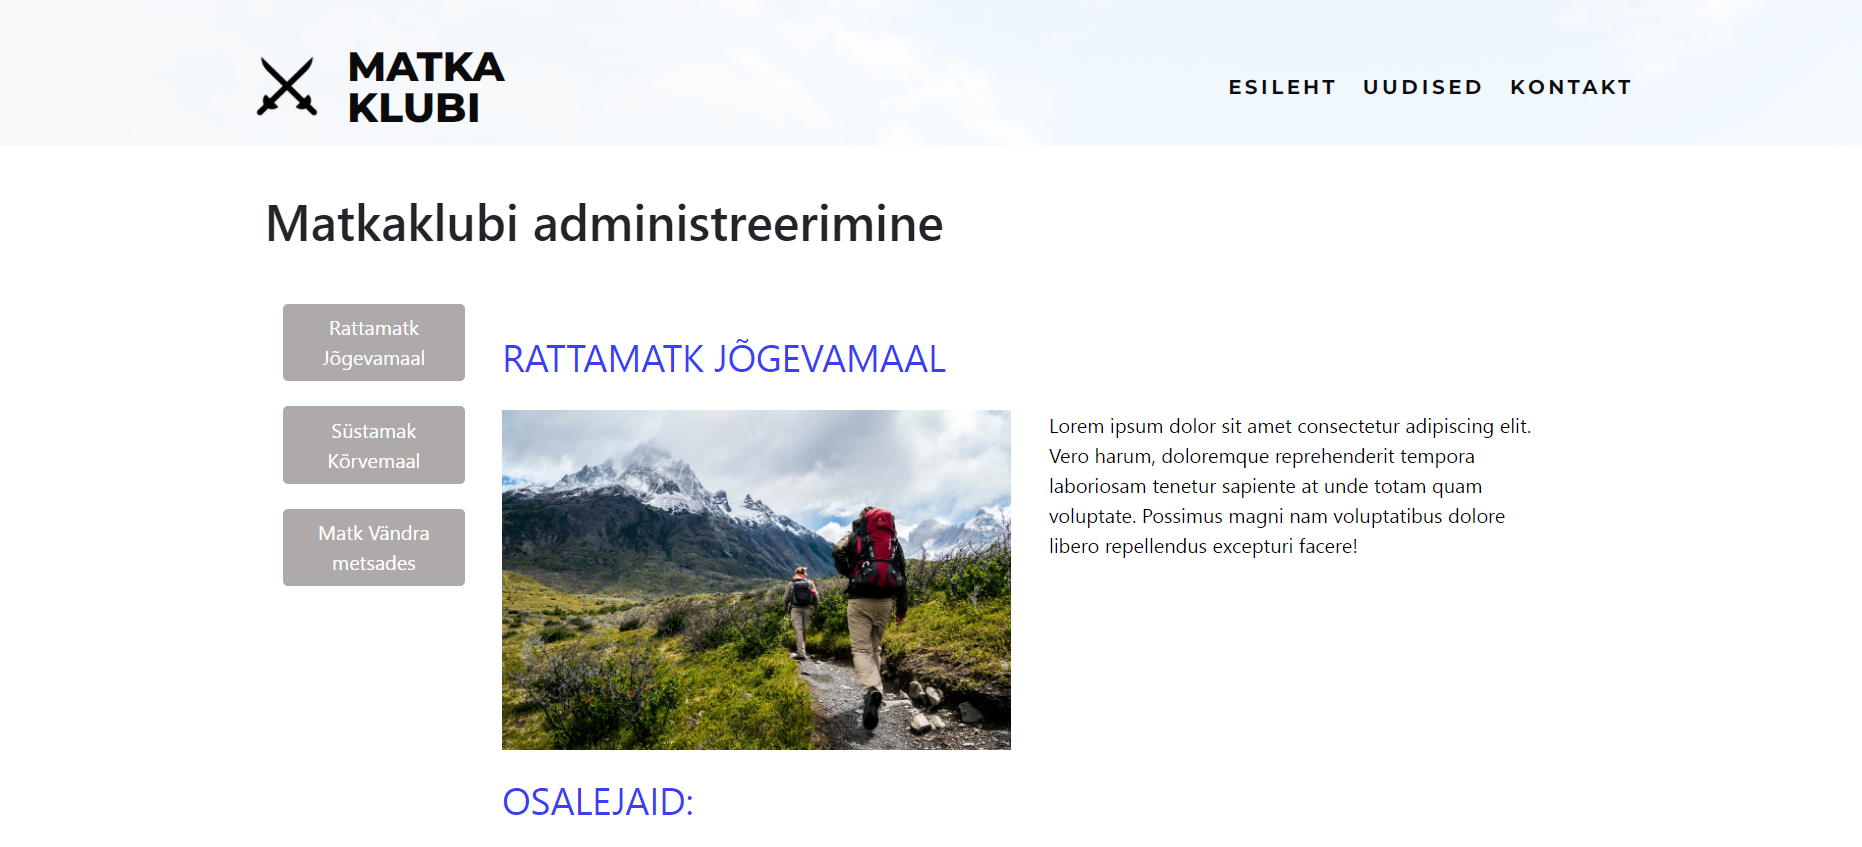 MATKA
KLUBI
ESILEHT UUDISED KONTAKT
Matkaklubi administreerimine
Rattamatk
Jõgevamaal
Süstamak
Kõrvemaal
Matk Vändra
metsades
RATTAMATK JÕGEVAMAAL
Lorem ipsum dolor sit amet consectetur adipiscing elit.
Vero harum, doloremque reprehenderit tempora
laboriosam tenetur sapiente at unde totam quam
voluptate. Possimus magni nam voluptatibus dolore
libero repellendus excepturi facere!
OSALEJAID: